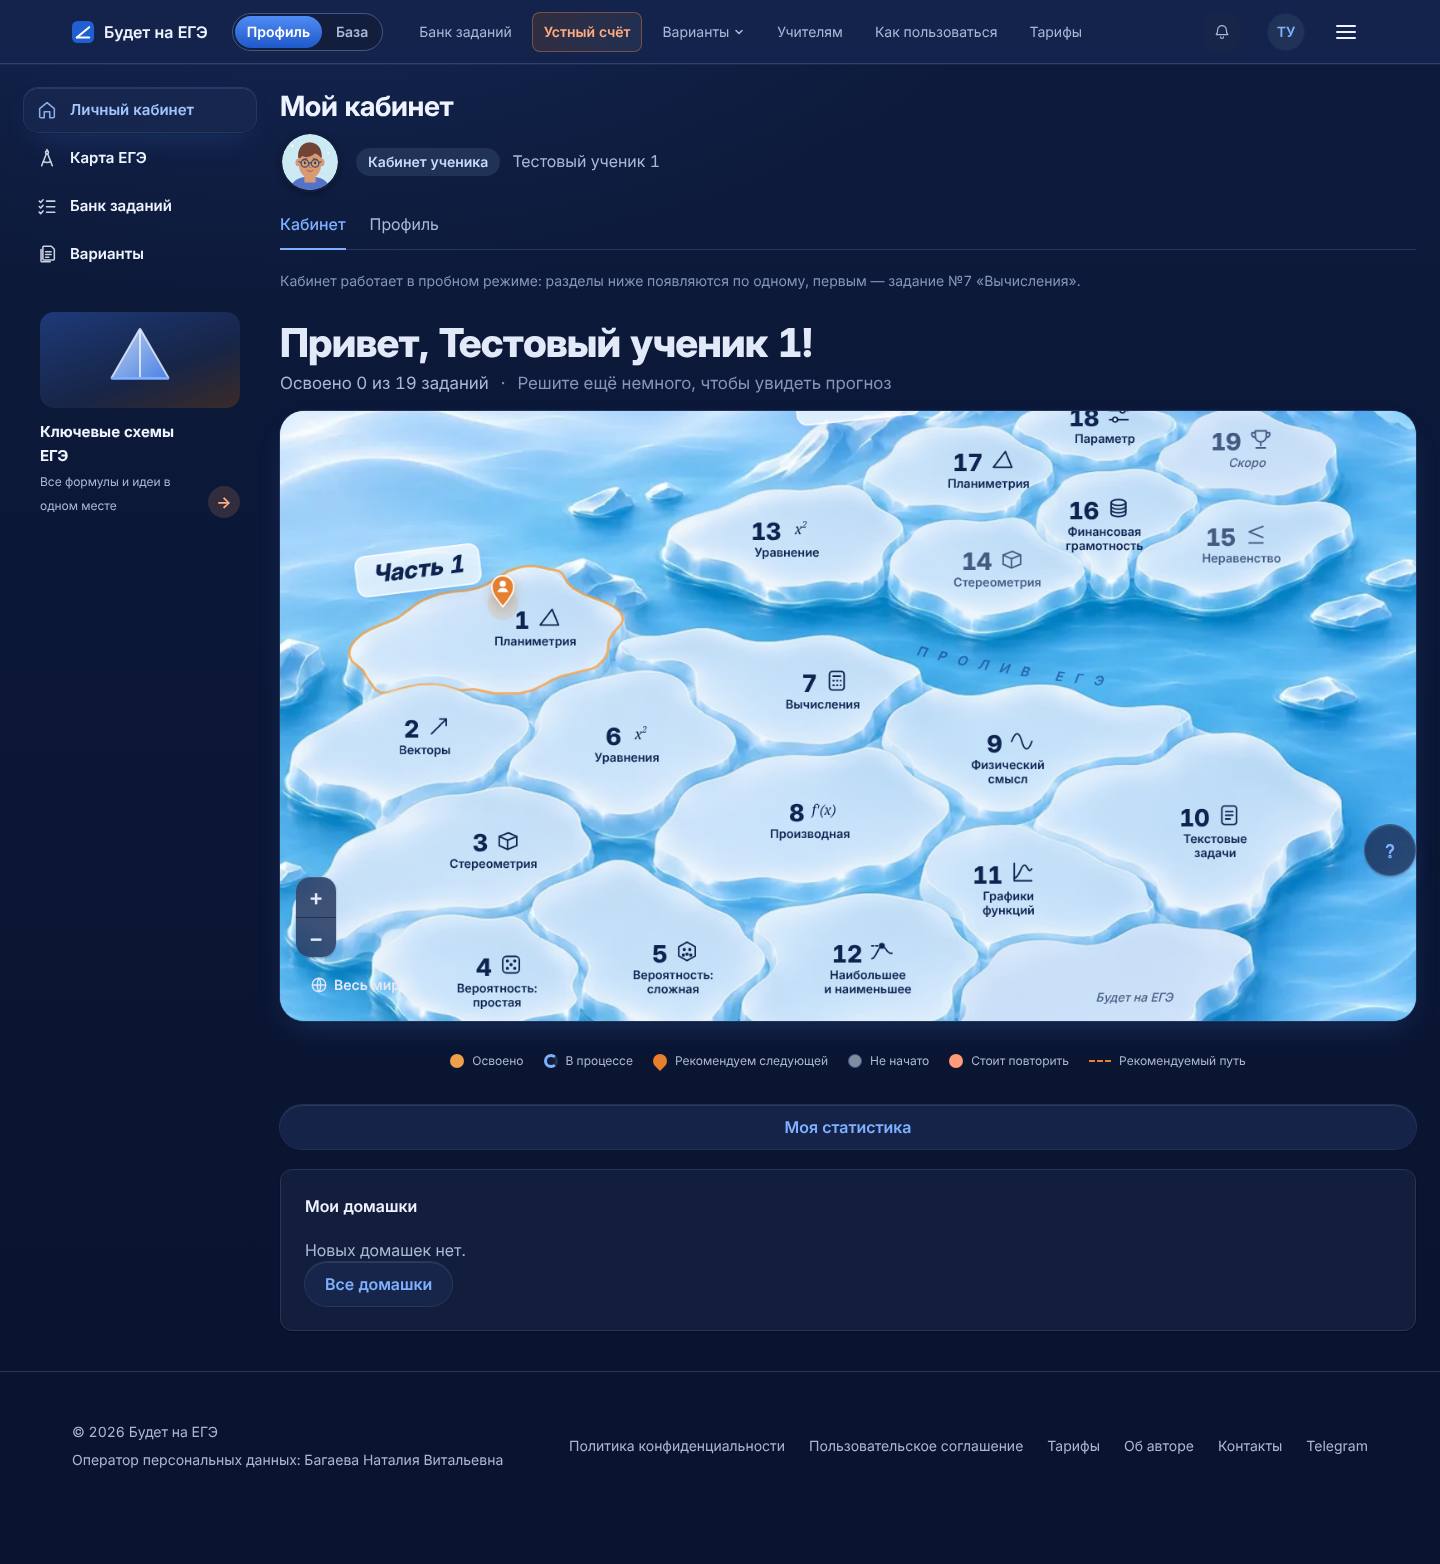 Будет на ЕГЭ
Профиль База
Банк заданий
Устный счёт
Варианты
Учителям
Как пользоваться
Тарифы
ТУ
Личный кабинет
Карта ЕГЭ
Банк заданий
Варианты
Ключевые схемы
ЕГЭ
Все формулы и идеи в
одном месте
Мой кабинет
Кабинет ученика Тестовый ученик 1
Кабинет Профиль
Кабинет работает в пробном режиме: разделы ниже появляются по одному, первым — задание №7 «Вычисления».
Привет, Тестовый ученик 1!
Освоено 0 из 19 заданий · Решите ещё немного, чтобы увидеть прогноз
18
Параметр
19
Скоро
17
Планиметрия
16
Финансовая
грамотность
13 x²
Уравнение
15 ≤
Неравенство
14
Стереометрия
Часть 1
1
Планиметрия
ПРОЛИВ ЕГЭ
7
Вычисления
2
Векторы
6 x²
Уравнения
9
Физический
смысл
8 f'(x)
Производная
10
Текстовые
задачи
3
Стереометрия
11
Графики
функций
4
Вероятность:
простая
5
Вероятность:
сложная
12
Наибольшее
и наименьшее
Будет на ЕГЭ
+
−
Весь мир
?
Освоено
В процессе
Рекомендуем следующей
Не начато
Стоит повторить
Рекомендуемый путь
Моя статистика
Мои домашки
Новых домашек нет.
Все домашки
© 2026 Будет на ЕГЭ
Оператор персональных данных: Багаева Наталия Витальевна
Политика конфиденциальности
Пользовательское соглашение
Тарифы
Об авторе
Контакты
Telegram